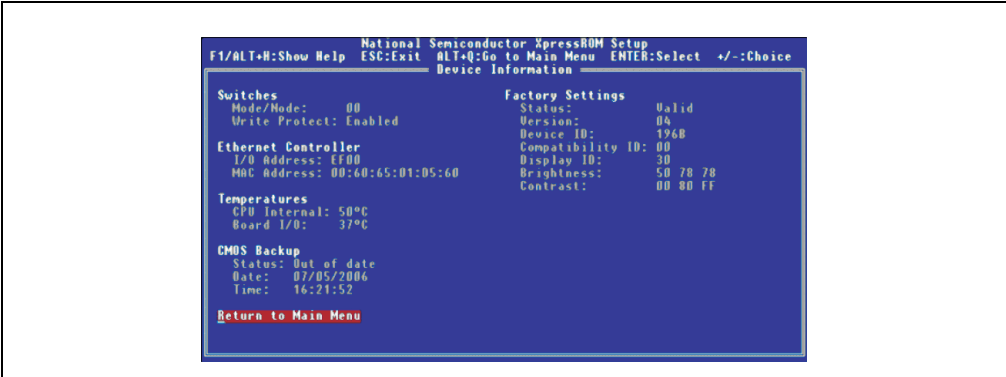 National Semiconductor XpressROM Setup
F1/ALT+H:Show Help ESC:Exit ALT+Q:Go to Main Menu ENTER:Select +/-:Choice
Device Information
Switches
Mode/Node: 00
Write Protect: Enabled
Ethernet Controller
I/O Address: EF00
MAC Address: 00:60:65:01:05:60
Temperatures
CPU Internal: 50°C
Board I/O: 37°C
CMOS Backup
Status: Out of date
Date: 07/05/2006
Time: 16:21:52
Return to Main Menu
Factory Settings
Status: Valid
Version: 04
Device ID: 196B
Compatibility ID: 00
Display ID: 30
Brightness: 50 78 78
Contrast: 00 80 FF